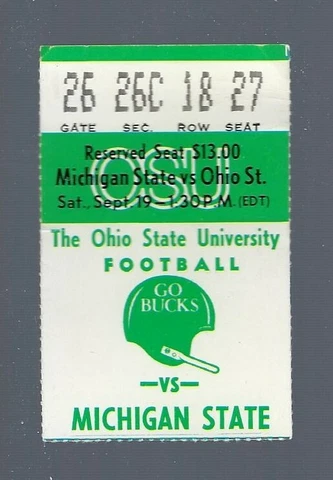 26 26C 18 27
GATE SEC. ROW SEAT
OSU
Reserved Seat $13.00
Michigan State vs Ohio St.
Sat., Sept 19-1:30 P.M. (EDT)
The Ohio State University
FOOTBALL
GO
BUCKS
-VS-
MICHIGAN STATE